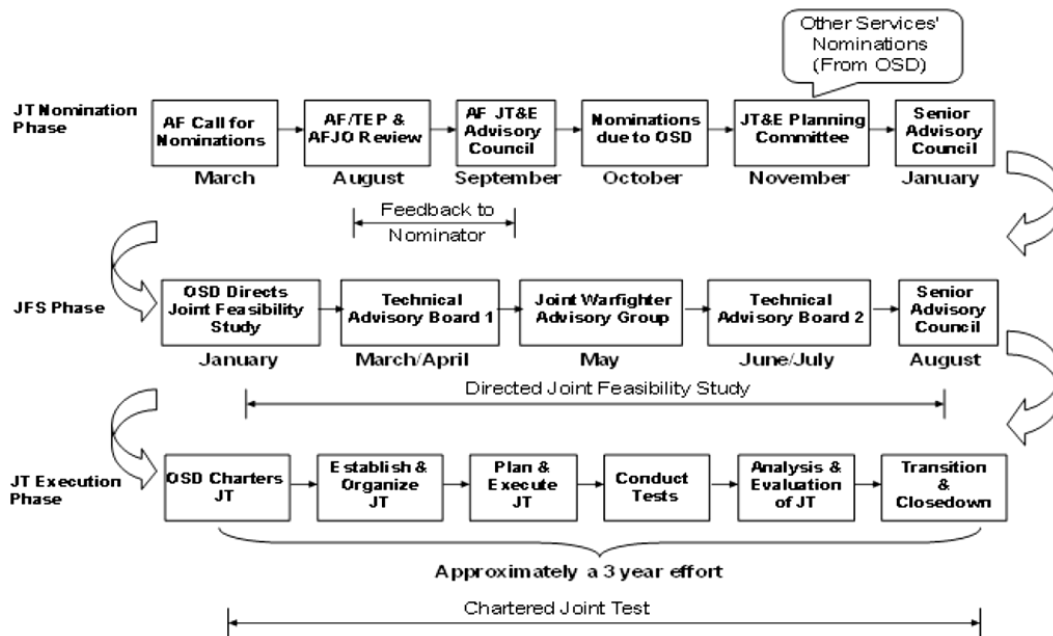 Other Services'
Nominations
(From OSD)
JT Nomination
Phase
AF Call for
Nominations
AF/TEP &
AFJO Review
AF JT&E
Advisory
Council
Nominations
due to OSD
JT&E Planning
Committee
Senior
Advisory
Council
March
August
September
October
November
January
Feedback to
Nominator
JFS Phase
OSD Directs
Joint Feasibility
Study
Technical
Advisory Board 1
Joint Warfighter
Advisory Group
Technical
Advisory Board 2
Senior
Advisory
Council
January
March/April
May
June/July
August
Directed Joint Feasibility Study
JT Execution
Phase
OSD Charters
JT
Establish &
Organize
JT
Plan &
Execute
JT
Conduct
Tests
Analysis &
Evaluation
of JT
Transition
&
Closedown
Approximately a 3 year effort
Chartered Joint Test